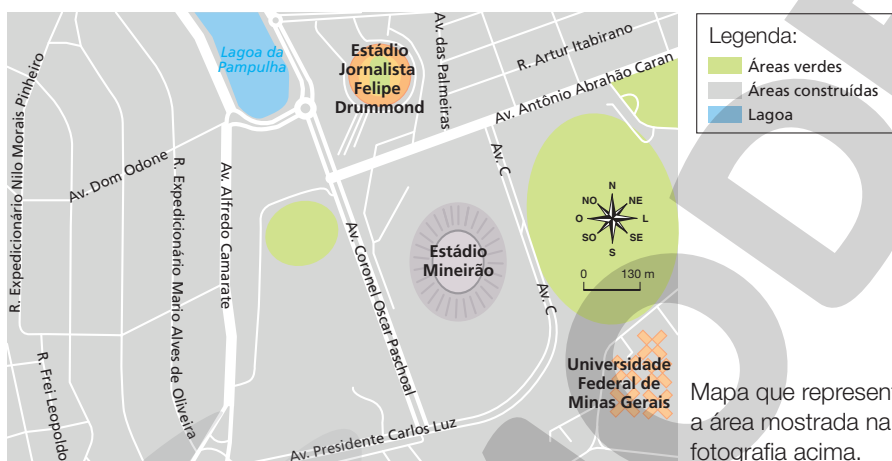 Lagoa da
Pampulha
Estádio
Jornalista
Felipe
Drummond
Av. das Palmeiras
R. Artur Itabirano
Av. Antônio Abrahão Caran
R. Expedicionário Nilo Morais Pinheiro
Av. Dom Odone
R. Expedicionário Mario Alves de Oliveira
Av. Alfredo Camarate
Av. Coronel Oscar Paschoal
Estádio
Mineirão
Av. C
Av. C
N
NO
NE
O
L
SO
SE
S
0 130 m
R. Frei Leopoldo
Av. Presidente Carlos Luz
Universidade
Federal de
Minas Gerais
Legenda:
Áreas verdes
Áreas construídas
Lagoa
Mapa que represen
a área mostrada na
fotografia acima.